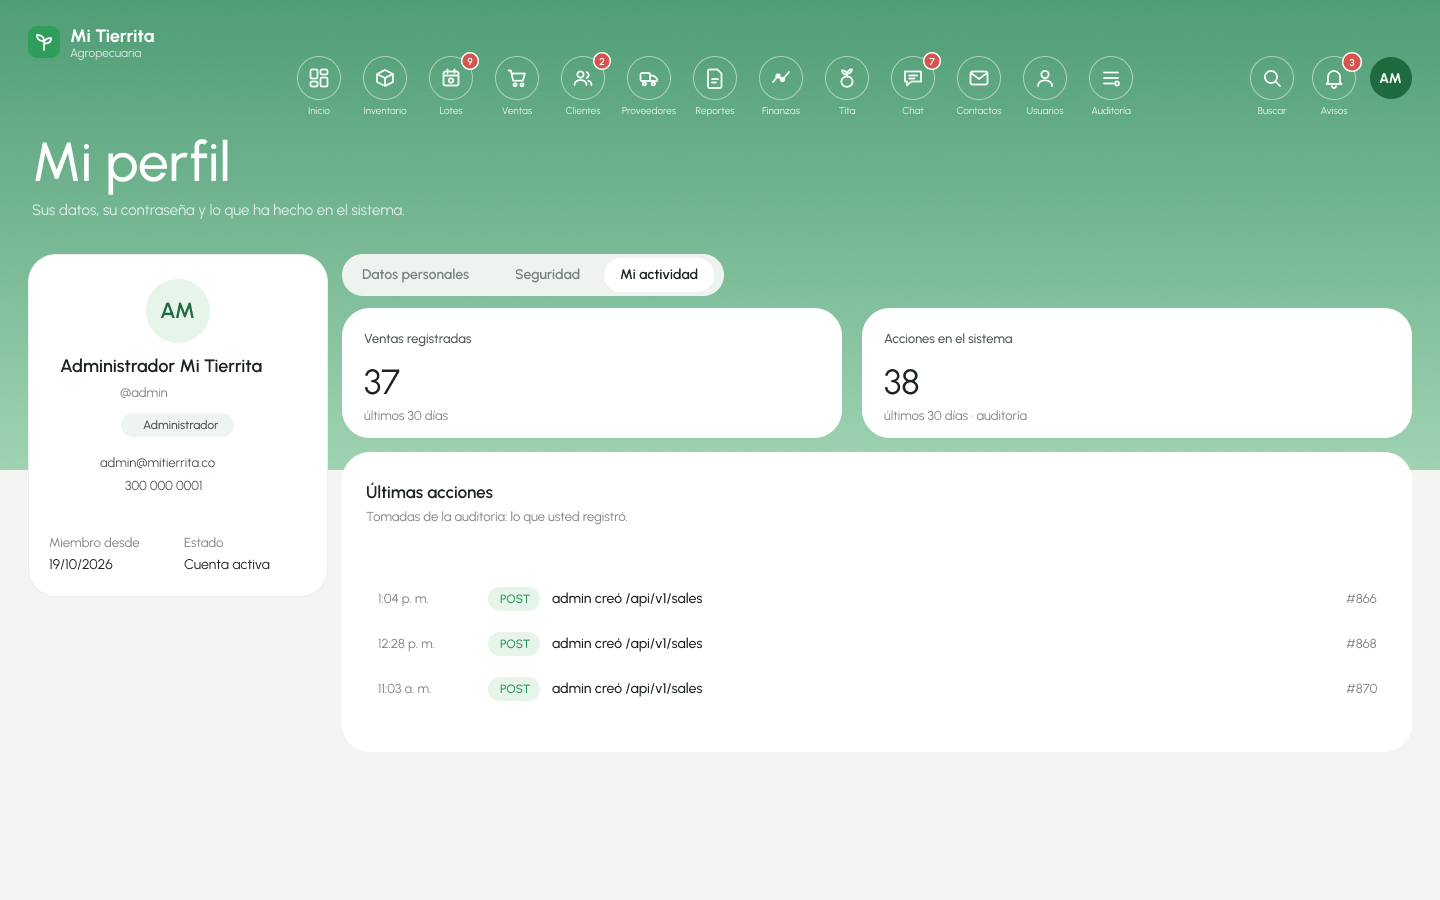 Mi Tierrita
Agropecuaria
9
2
7
3
AM
Inicio
Inventario
Lotes
Ventas
Clientes
Proveedores
Reportes
Finanzas
Tita
Chat
Contactos
Usuarios
Auditoría
Buscar
Avisos
Mi perfil
Sus datos, su contraseña y lo que ha hecho en el sistema.
AM
Administrador Mi Tierrita
@admin
Administrador
admin@mitierrita.co
300 000 0001
Miembro desde
Estado
19/10/2026
Cuenta activa
Datos personales
Seguridad
Mi actividad
Ventas registradas
37
últimos 30 días
Acciones en el sistema
38
últimos 30 días · auditoría
Últimas acciones
Tomadas de la auditoría: lo que usted registró.
1:04 p. m. POST admin creó /api/v1/sales #866
12:28 p. m. POST admin creó /api/v1/sales #868
11:03 a. m. POST admin creó /api/v1/sales #870